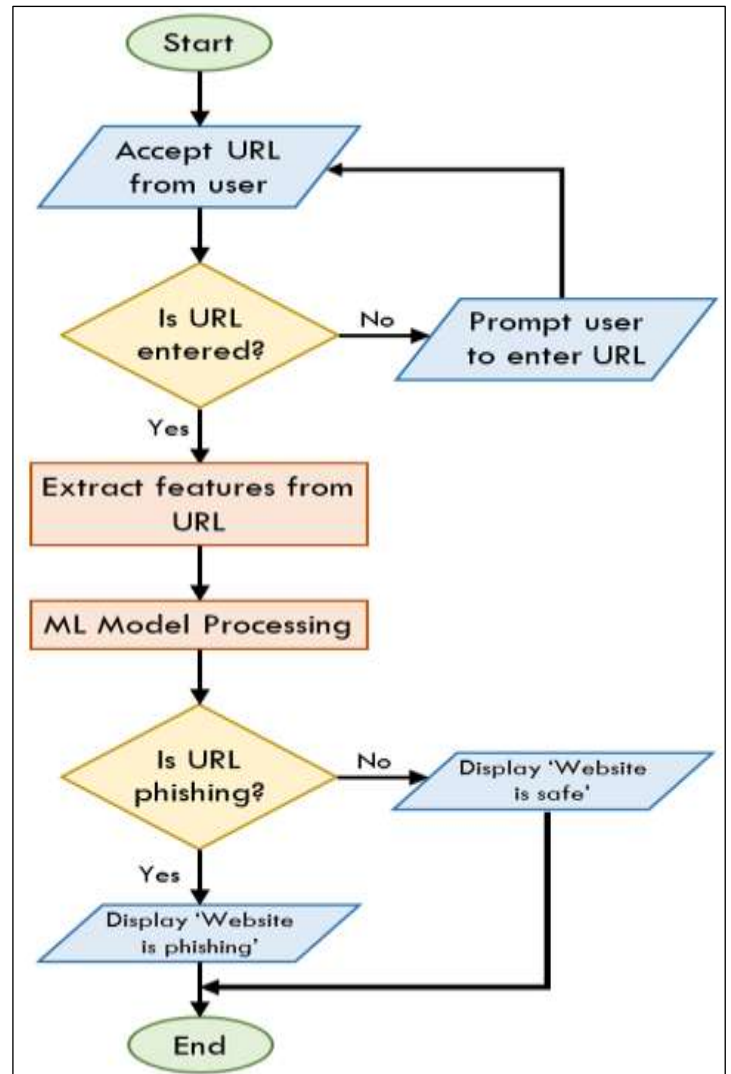 Start
Accept URL
from user
Is URL
entered?
No
Prompt user
to enter URL
Yes
Extract features from
URL
ML Model Processing
Is URL
phishing?
No
Display ‘Website
is safe’
Yes
Display ‘Website
is phishing’
End